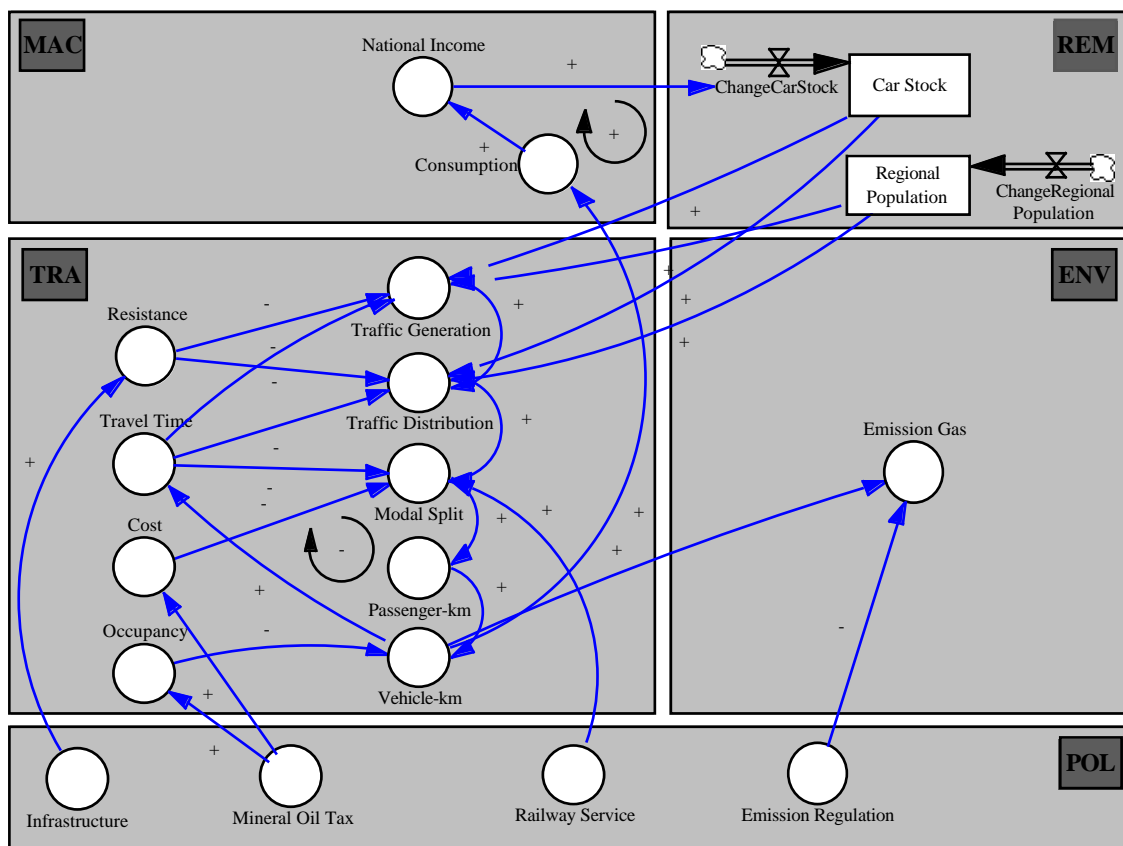 MAC
National Income
+
+
+
Consumption
REM
ChangeCarStock
Car Stock
Regional
Population
ChangeRegional
Population
+
TRA
Resistance
Travel Time
Cost
Occupancy
Traffic Generation
Traffic Distribution
Modal Split
Passenger-km
Vehicle-km
-
-
-
-
-
-
-
-
+
+
+
+
+
+
+
+
+
+
+
ENV
+
+
+
Emission Gas
-
POL
Infrastructure
Mineral Oil Tax
Railway Service
Emission Regulation